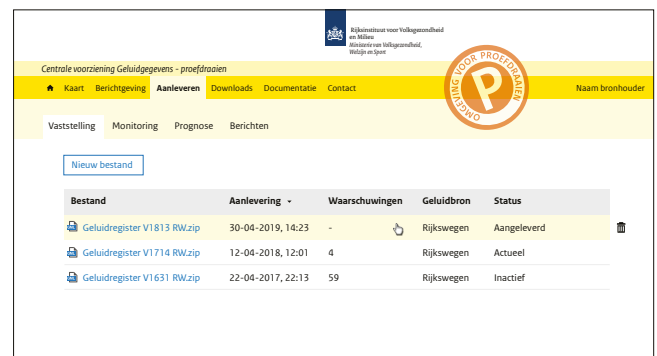 Rijksinstituut voor Volksgezondheid
en Milieu
Ministerie van Volksgezondheid,
Welzijn en Sport
Centrale voorziening Geluidgegevens - proefdraaien
OMGEVING VOOR PROEFDRAAIEN
P
Kaart Berichtgeving Aanleveren Downloads Documentatie Contact Naam bronhouder
Vaststelling Monitoring Prognose Berichten
Nieuw bestand
Bestand Aanlevering Waarschuwingen Geluidbron Status
Geluidregister V1813 RW.zip 30-04-2019, 14:23 - Rijkswegen Aangeleverd
Geluidregister V1714 RW.zip 12-04-2018, 12:01 4 Rijkswegen Actueel
Geluidregister V1631 RW.zip 22-04-2017, 22:13 59 Rijkswegen Inactief